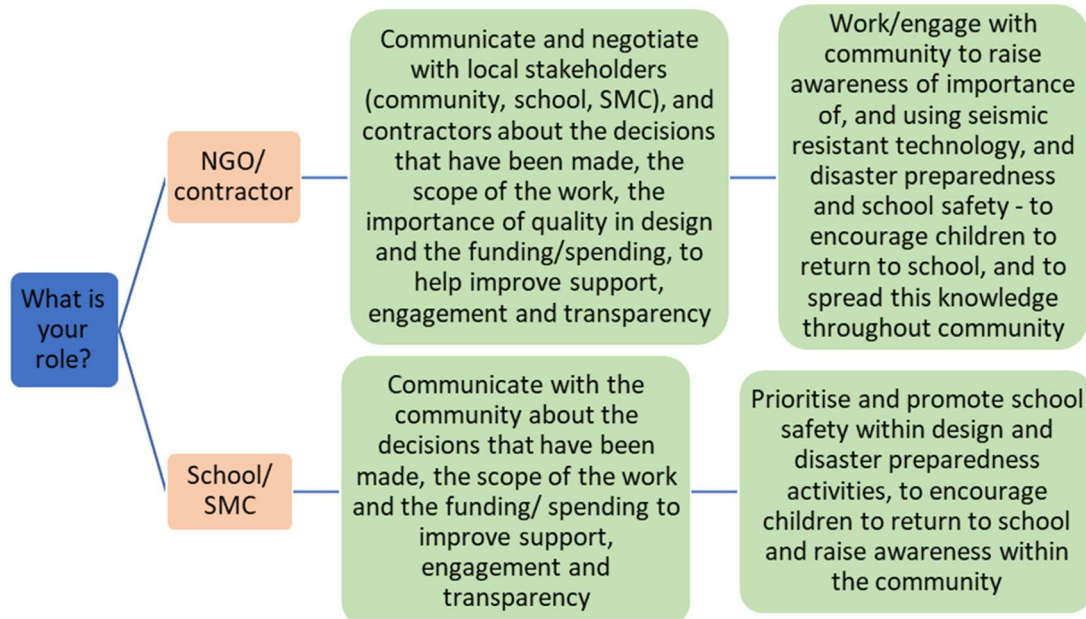 What is
your
role?
NGO/
contractor
Communicate and negotiate
with local stakeholders
(community, school, SMC), and
contractors about the decisions
that have been made, the
scope of the work, the
importance of quality in design
and the funding/spending, to
help improve support,
engagement and transparency
Work/engage with
community to raise
awareness of importance
of, and using seismic
resistant technology, and
disaster preparedness
and school safety - to
encourage children to
return to school, and to
spread this knowledge
throughout community
School/
SMC
Communicate with the
community about the
decisions that have been
made, the scope of the work
and the funding/ spending to
improve support,
engagement and
transparency
Prioritise and promote school
safety within design and
disaster preparedness
activities, to encourage
children to return to school
and raise awareness within
the community